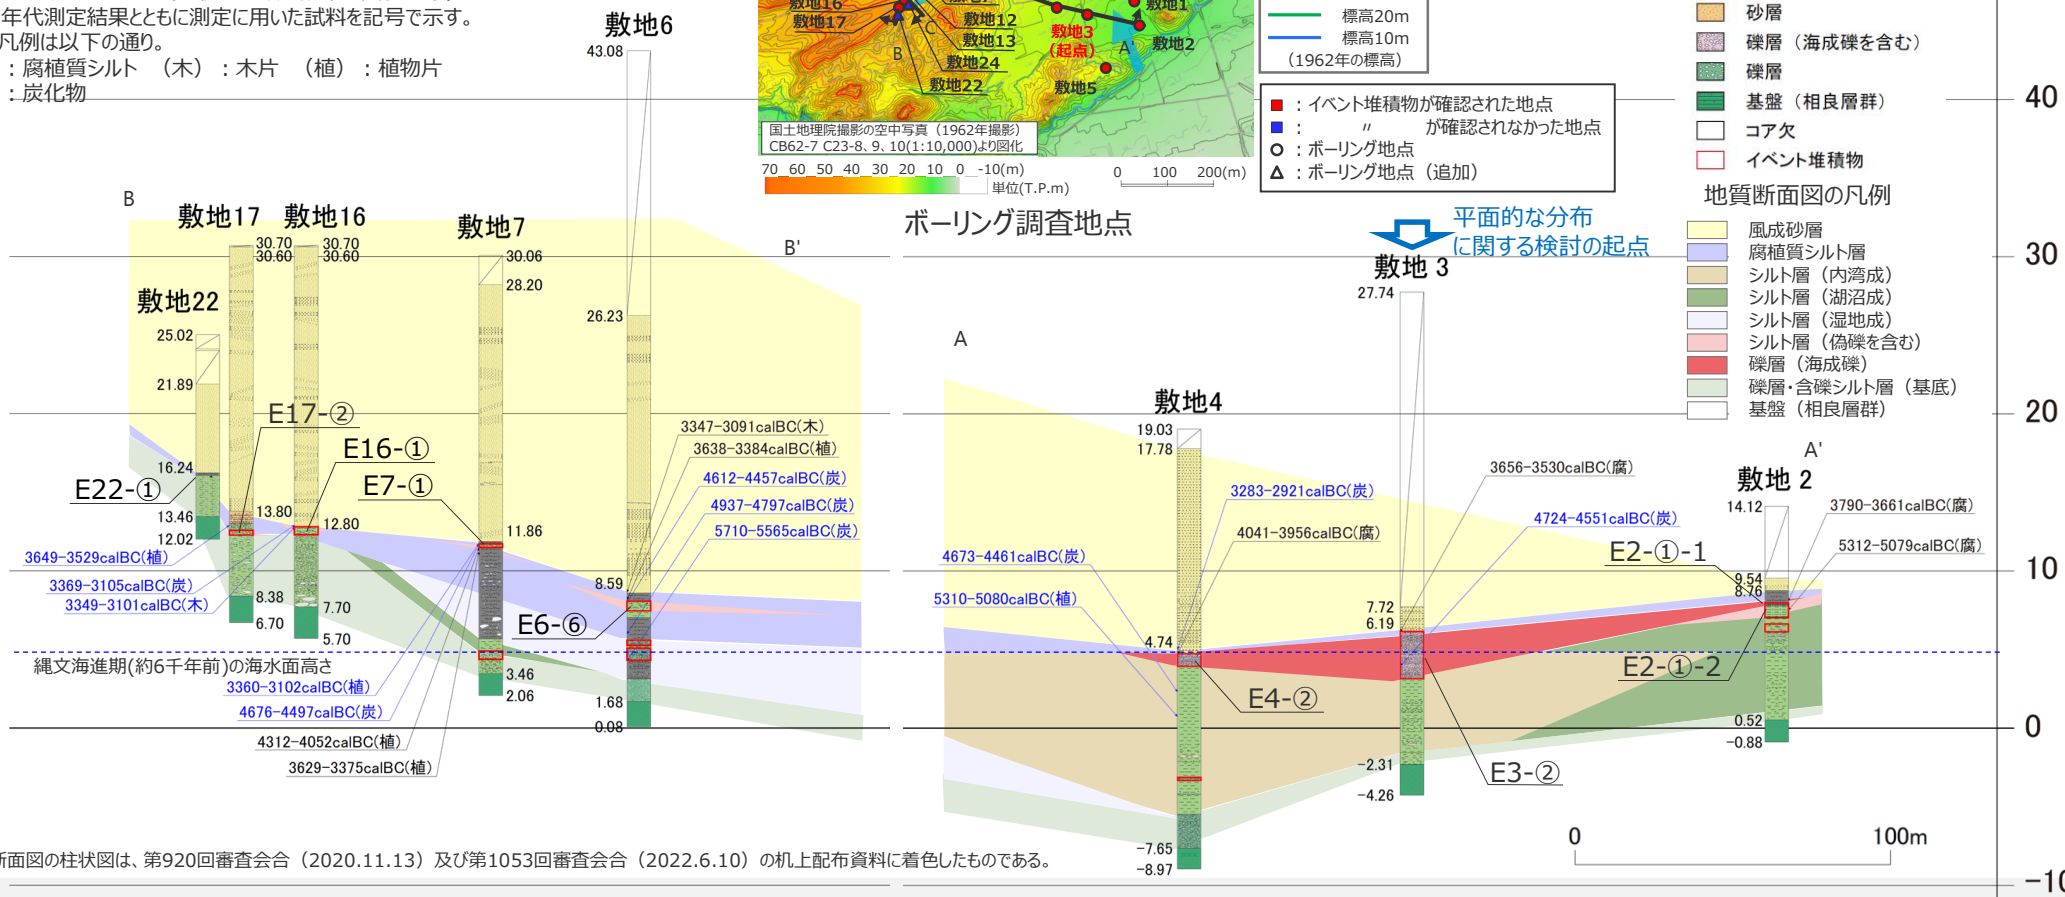 年代測定結果とともに測定に用いた試料を記号で示す。
凡例は以下の通り。
：腐植質シルト （木）：木片 （植）：植物片
：炭化物
敷地16
敷地17
敷地12
敷地13
敷地24
敷地22
B
C
敷地3
（起点）
敷地1
敷地2
A'
敷地5
国土地理院撮影の空中写真（1962年撮影）
CB62-7 C23-8、9、10(1:10,000)より図化
70 60 50 40 30 20 10 0 -10(m)
単位(T.P.m)
0 100 200(m)
標高20m
標高10m
(1962年の標高)
：イベント堆積物が確認された地点
： 〃 が確認されなかった地点
：ボーリング地点
：ボーリング地点（追加）
砂層
礫層（海成礫を含む）
礫層
基盤（相良層群）
コア欠
イベント堆積物
地質断面図の凡例
風成砂層
腐植質シルト層
シルト層（内湾成）
シルト層（湖沼成）
シルト層（湿地成）
シルト層（偽礫を含む）
礫層（海成礫）
礫層・含礫シルト層（基底）
基盤（相良層群）
ボーリング調査地点
平面的な分布
に関する検討の起点
40
30
20
10
0
-10
B
B'
敷地22
25.02
21.89
16.24
13.46
12.02
E22-①
敷地17
30.70
30.60
13.80
8.38
6.70
E17-②
3649-3529calBC(植)
敷地16
30.70
30.60
12.80
7.70
5.70
E16-①
3369-3105calBC(炭)
3349-3101calBC(木)
敷地7
30.06
28.20
11.86
3.46
2.06
E7-①
3360-3102calBC(植)
4676-4497calBC(炭)
4312-4052calBC(植)
3629-3375calBC(植)
敷地6
43.08
26.23
8.59
1.68
0.08
E6-⑥
3347-3091calBC(木)
3638-3384calBC(植)
4612-4457calBC(炭)
4937-4797calBC(炭)
5710-5565calBC(炭)
縄文海進期(約6千年前)の海水面高さ
A
A'
敷地4
19.03
17.78
4.74
-7.65
-8.97
E4-②
3283-2921calBC(炭)
4041-3956calBC(腐)
4673-4461calBC(炭)
5310-5080calBC(植)
敷地 3
27.74
7.72
6.19
-2.31
-4.26
E3-②
3656-3530calBC(腐)
4724-4551calBC(炭)
敷地 2
14.12
9.54
8.76
0.52
-0.88
E2-①-1
E2-①-2
3790-3661calBC(腐)
5312-5079calBC(腐)
0 100m
断面図の柱状図は、第920回審査会合（2020.11.13）及び第1053回審査会合（2022.6.10）の机上配布資料に着色したものである。